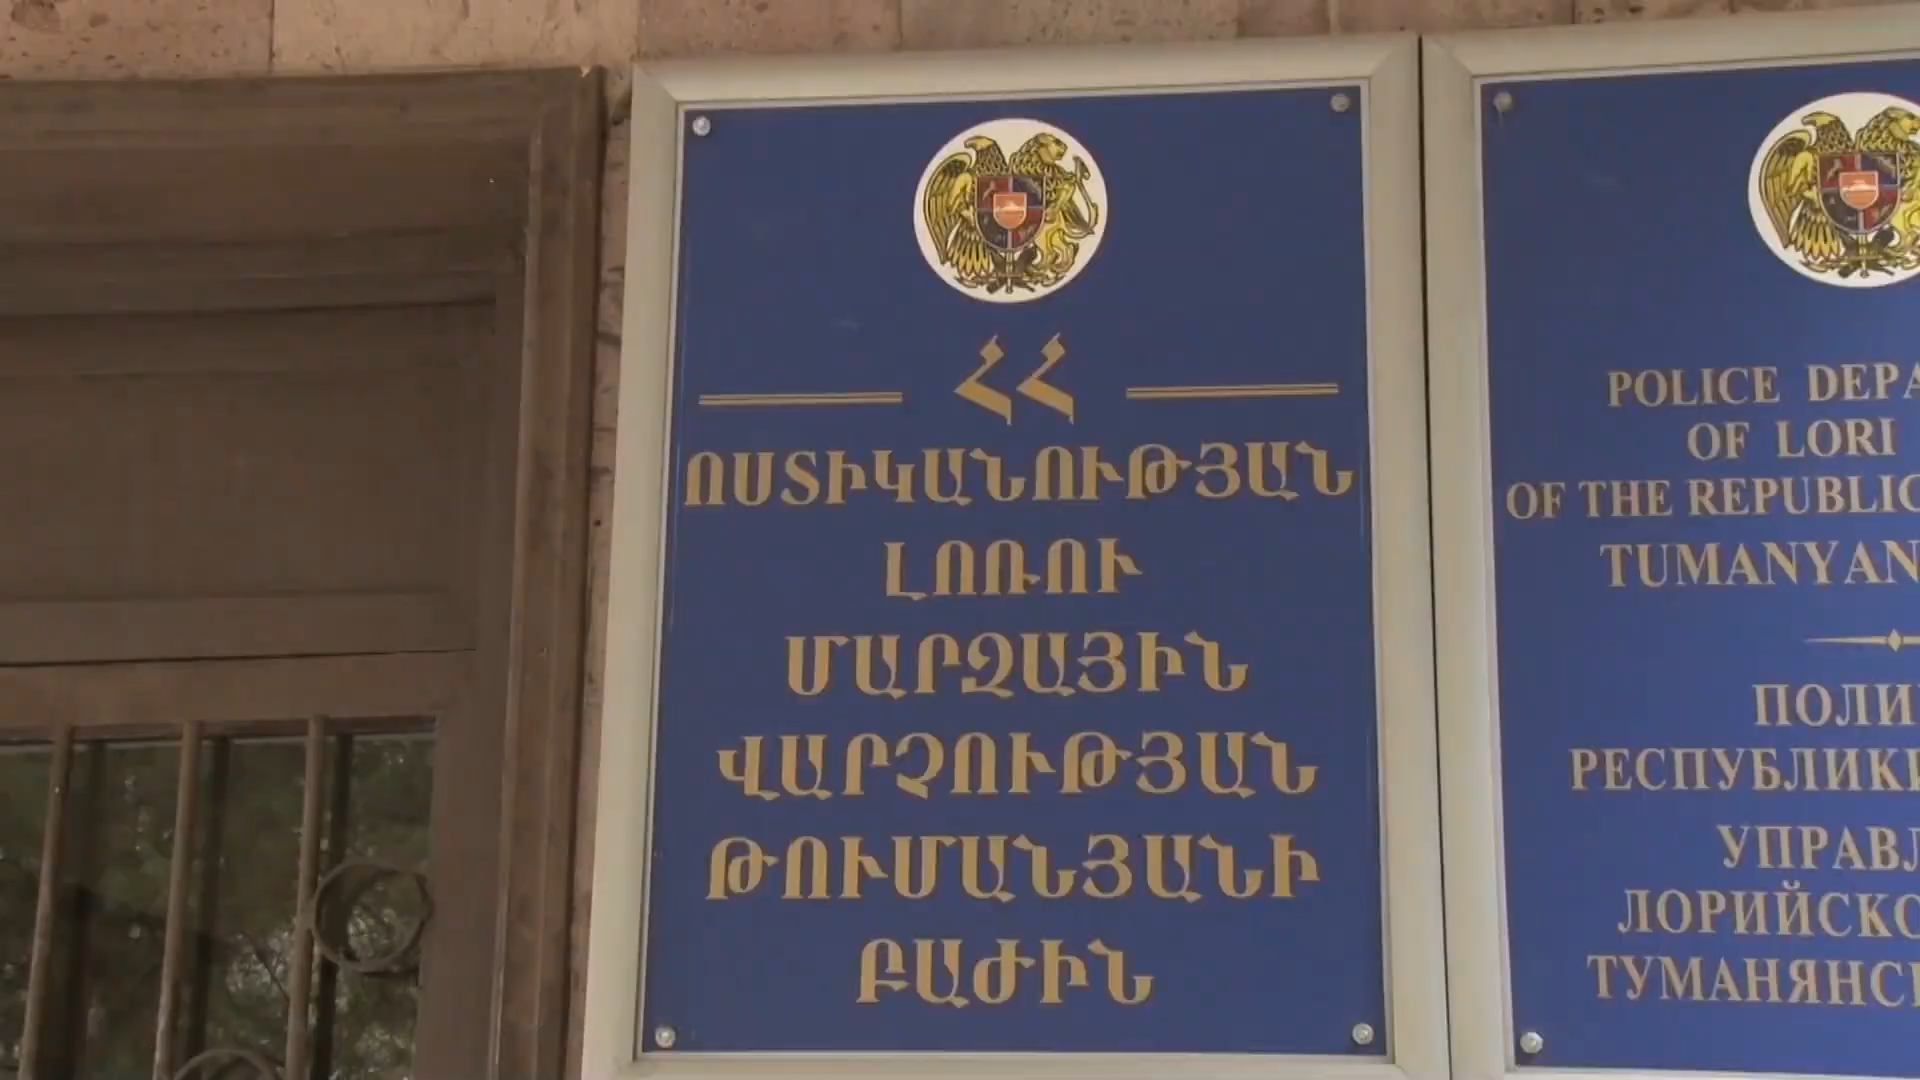 ՀՀ
ՈՍՏԻԿԱՆՈՒԹՅԱՆ
ԼՈՌՈՒ
ՄԱՐԶԱՅԻՆ
ՎԱՐՉՈՒԹՅԱՆ
ԹՈՒՄԱՆՅԱՆԻ
ԲԱԺԻՆ
POLICE DEPA
OF LORI
OF THE REPUBLIC
TUMANYAN
ПОЛИ
РЕСПУБЛИКИ
УПРАВЛ
ЛОРИЙСКО
ТУМАНЯНС